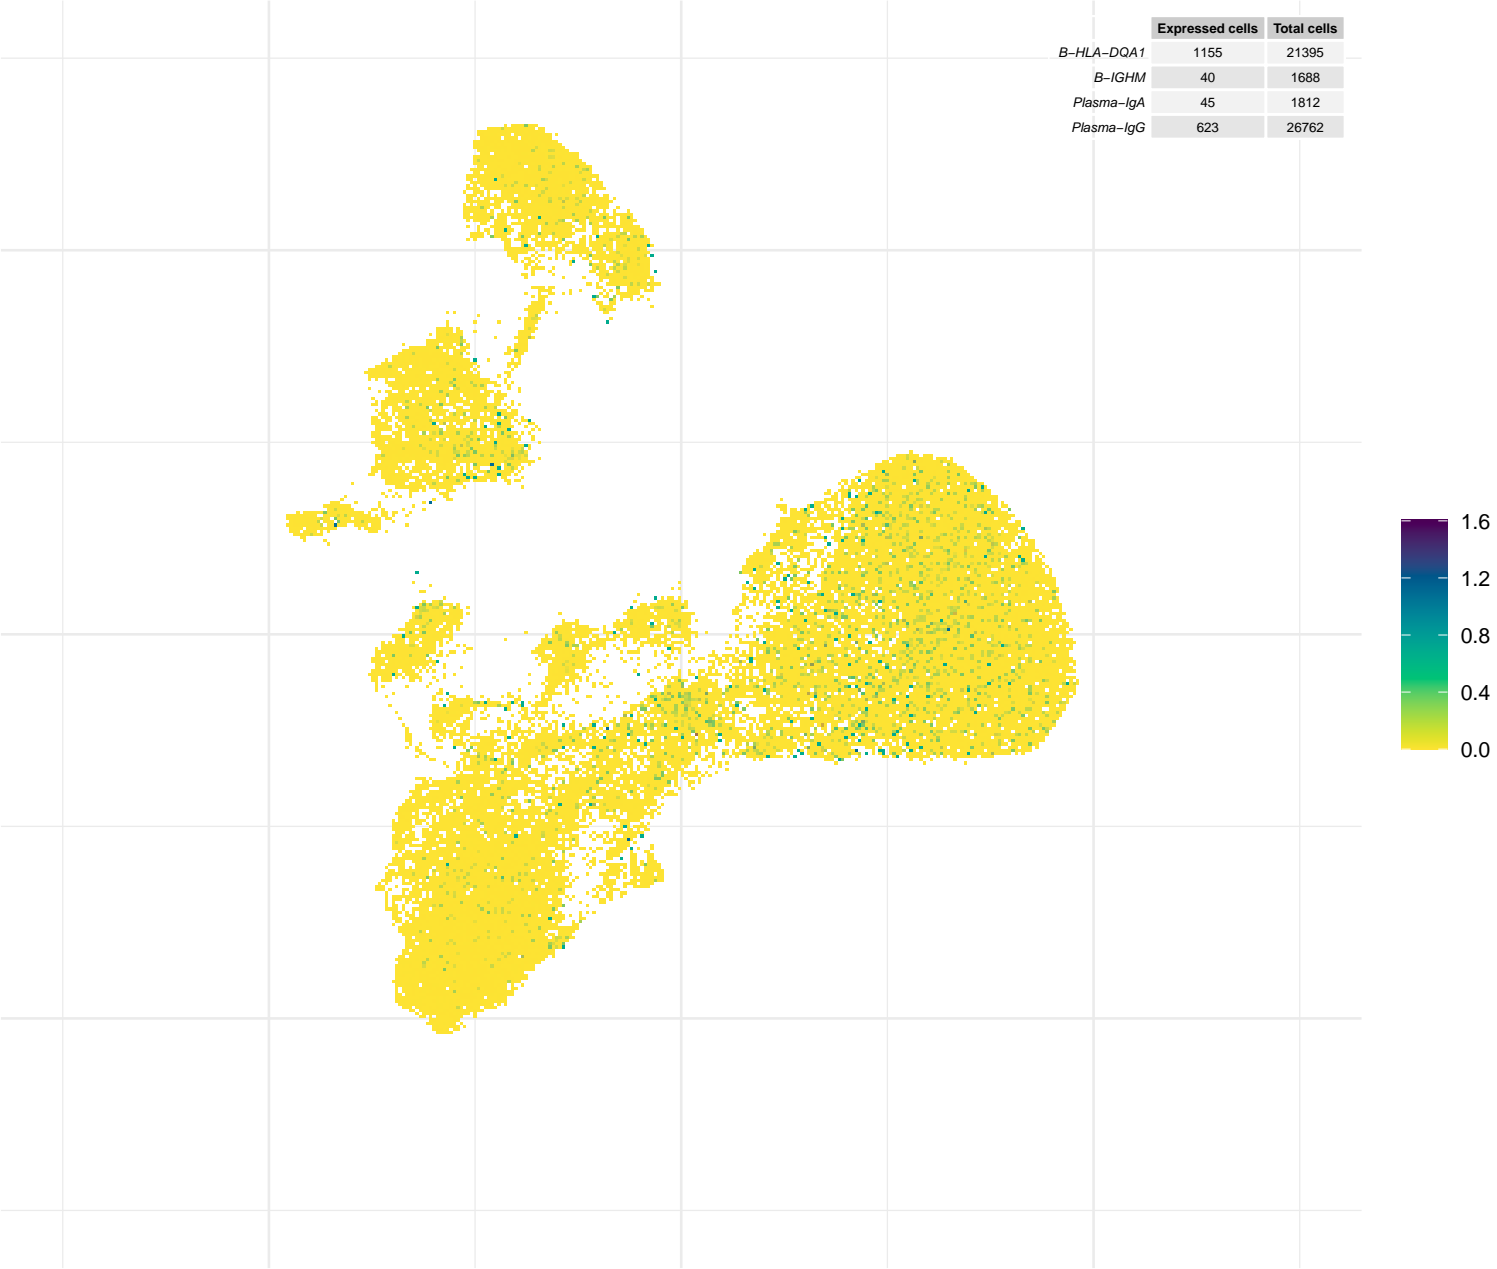 Expressed cells Total cells
B−HLA−DQA1 1155 21395
B−IGHM 40 1688
Plasma−IgA 45 1812
Plasma−IgG 623 26762
1.6
1.2
0.8
0.4
0.0